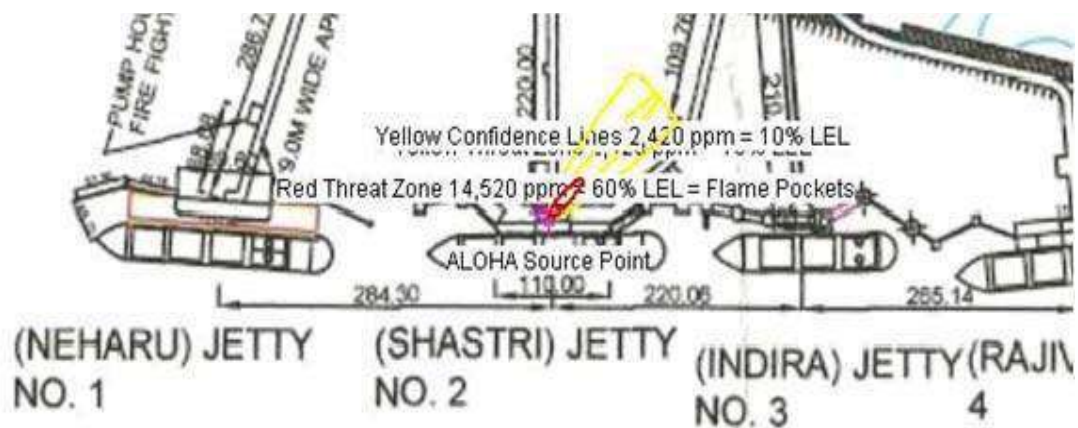 PUMP HO
FIRE FIGHT
286.7
9.0M WIDE AP
220.00
109.76
210
Yellow Confidence Lines 2,420 ppm = 10% LEL
Red Threat Zone 14,520 ppm = 60% LEL = Flame Pockets
ALOHA Source Point
110.00
284.30
220.06
265.14
(NEHARU) JETTY
NO. 1
(SHASTRI) JETTY
NO. 2
(INDIRA) JETTY
NO. 3
(RAJIV
4